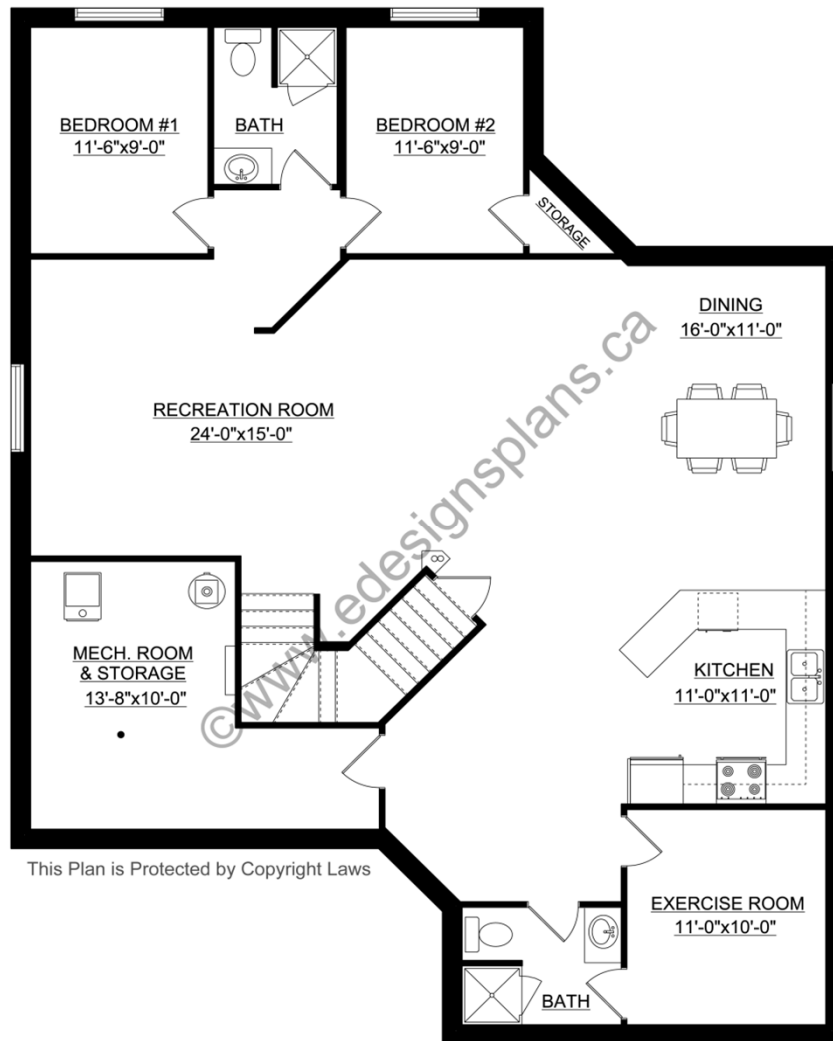 BEDROOM #1
11'-6"x9'-0"
BATH
BEDROOM #2
11'-6"x9'-0"
STORAGE
DINING
16'-0"x11'-0"
RECREATION ROOM
24'-0"x15'-0"
©www.edesignsplans.ca
MECH. ROOM
& STORAGE
13'-8"x10'-0"
KITCHEN
11'-0"x11'-0"
This Plan is Protected by Copyright Laws
EXERCISE ROOM
11'-0"x10'-0"
BATH